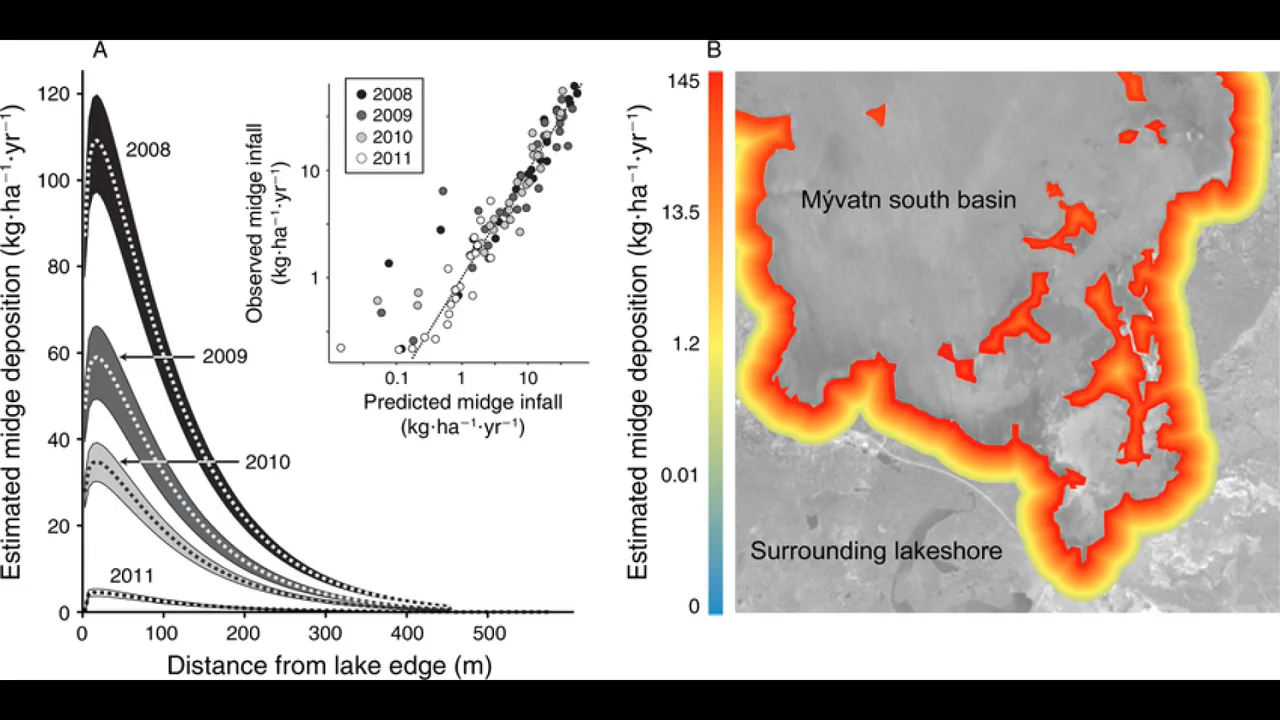 A
Estimated midge deposition (kg·ha⁻¹·yr⁻¹)
120
100
80
60
40
20
0
2008
2009
2010
2011
0
100
200
300
400
500
Distance from lake edge (m)
Observed midge infall
(kg·ha⁻¹·yr⁻¹)
10
1
2008
2009
2010
2011
0.1
1
10
Predicted midge infall
(kg·ha⁻¹·yr⁻¹)
B
Estimated midge deposition (kg·ha⁻¹·yr⁻¹)
145
13.5
1.2
0.01
0
Mývatn south basin
Surrounding lakeshore